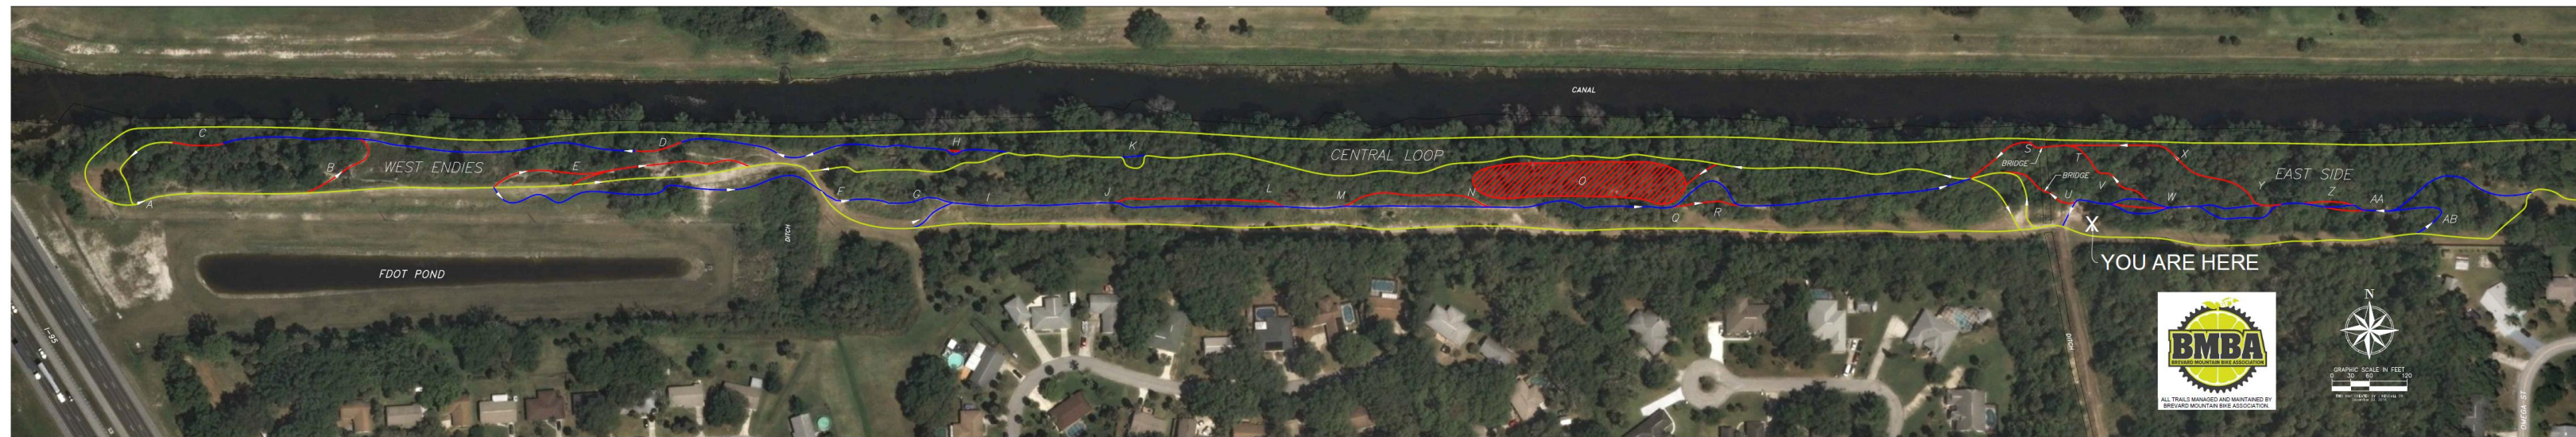 CANAL
C
D
H
K
CENTRAL LOOP
S
T
X
BRIDGE
B
WEST ENDIES
E
O
BRIDGE
EAST SIDE
A
F
G
I
J
L
M
N
Q
R
U
V
W
Y
Z
AA
AB
DITCH
X
YOU ARE HERE
FDOT POND
I-95
DITCH
N
BMBA
BREVARD MOUNTAIN BIKE ASSOCIATION
ALL TRAILS MANAGED AND MAINTAINED BY
BREVARD MOUNTAIN BIKE ASSOCIATION.
GRAPHIC SCALE IN FEET
0 30 60 120
OMEGA ST